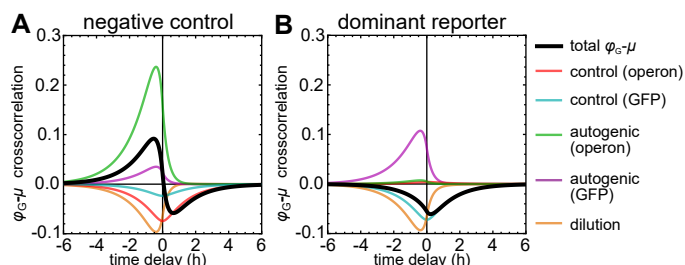 A
negative control
B
dominant reporter
φG-μ crosscorrelation
0.3
0.2
0.1
0.0
-0.1
-6 -4 -2 0 2 4 6
time delay (h)
0.3
0.2
0.1
0.0
-0.1
-6 -4 -2 0 2 4 6
time delay (h)
φG-μ crosscorrelation
total φG-μ
control (operon)
control (GFP)
autogenic
(operon)
autogenic
(GFP)
dilution